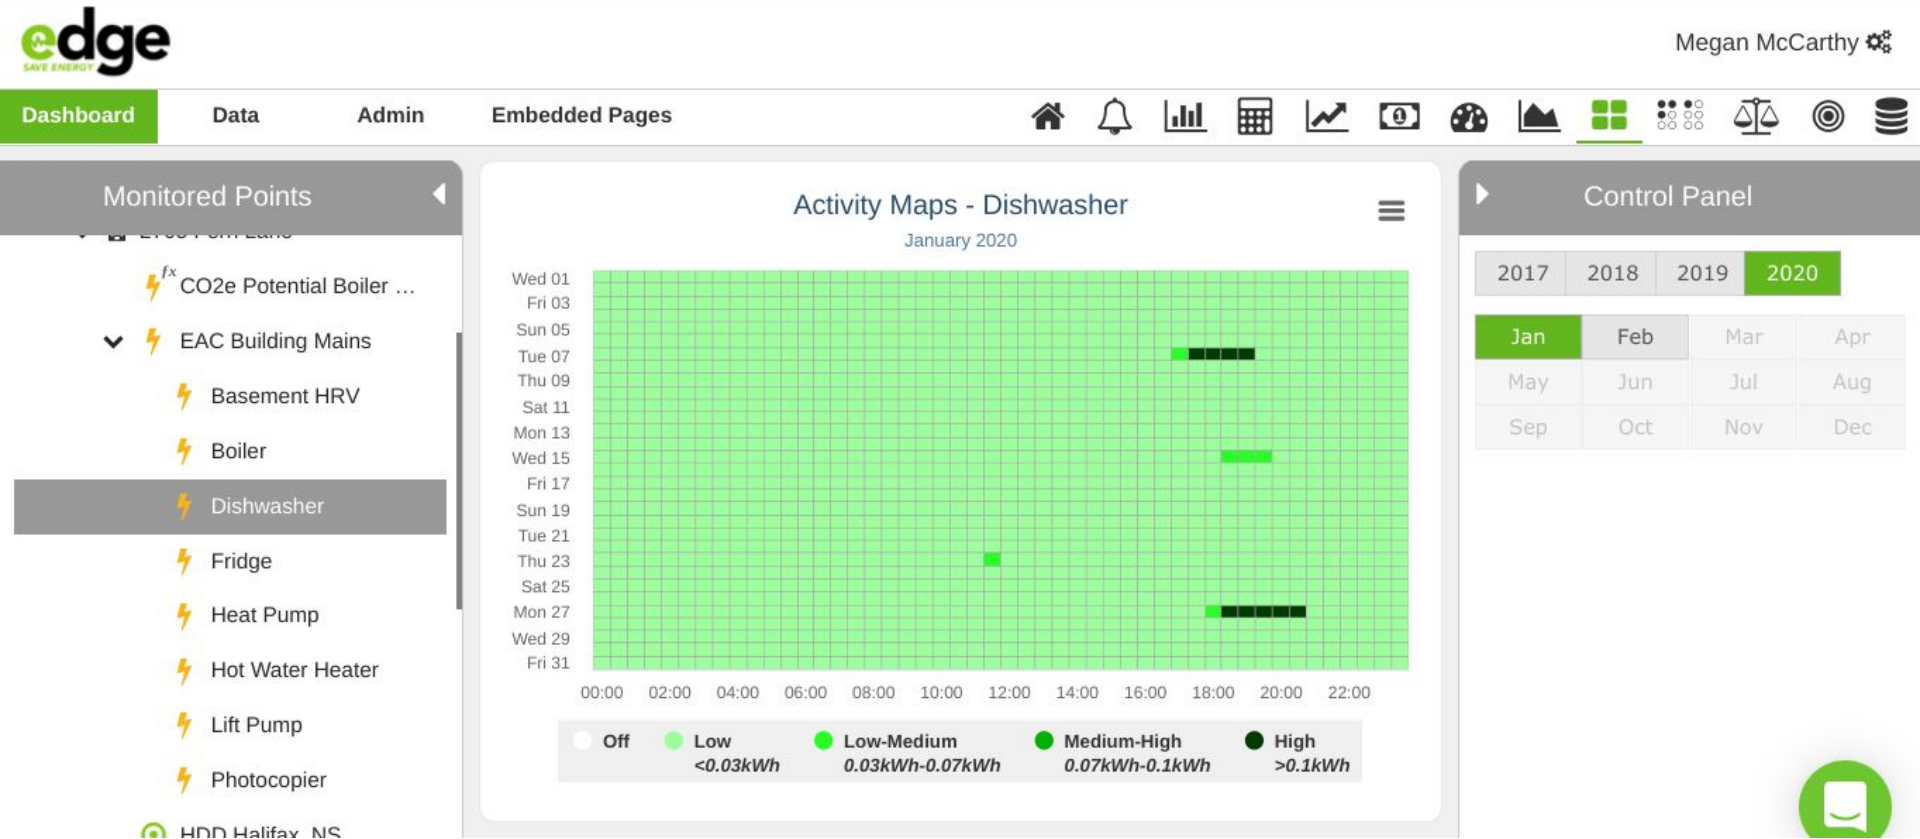 edge
SAVE ENERGY
Megan McCarthy
Dashboard Data Admin Embedded Pages
Monitored Points
CO2e Potential Boiler ...
fx
EAC Building Mains
Basement HRV
Boiler
Dishwasher
Fridge
Heat Pump
Hot Water Heater
Lift Pump
Photocopier
HDD Halifax, NS
Activity Maps - Dishwasher
January 2020
Wed 01
Fri 03
Sun 05
Tue 07
Thu 09
Sat 11
Mon 13
Wed 15
Fri 17
Sun 19
Tue 21
Thu 23
Sat 25
Mon 27
Wed 29
Fri 31
00:00 02:00 04:00 06:00 08:00 10:00 12:00 14:00 16:00 18:00 20:00 22:00
Off Low Low-Medium Medium-High High
<0.03kWh 0.03kWh-0.07kWh 0.07kWh-0.1kWh >0.1kWh
Control Panel
2017 2018 2019 2020
Jan Feb Mar Apr
May Jun Jul Aug
Sep Oct Nov Dec